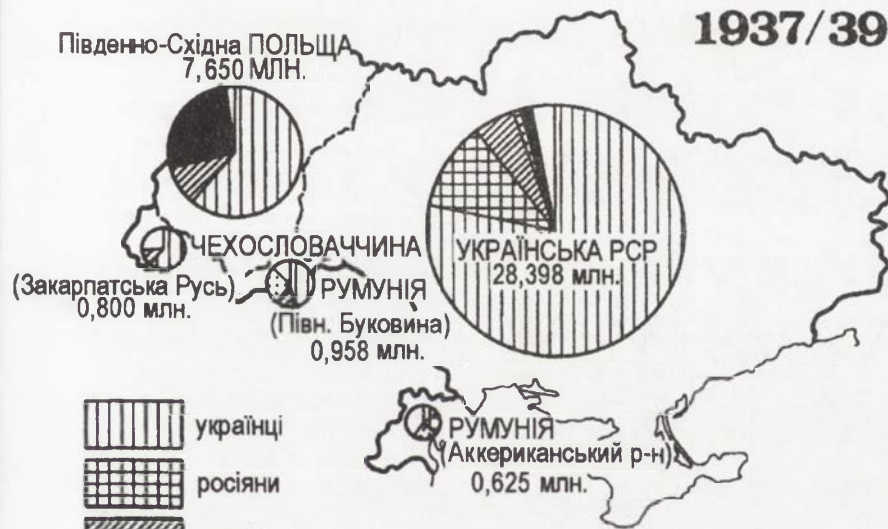 1937/39
Південно-Східна ПОЛЬЩА
7,650 МЛН.
ЧЕХОСЛОВАЧЧИНА
(Закарпатська Русь)
0,800 млн.
РУМУНІЯ
(Півн. Буковина)
0,958 млн.
УКРАЇНСЬКА РСР
28,398 млн.
РУМУНІЯ
(Аккериканський р-н)
0,625 млн.
українці
росіяни